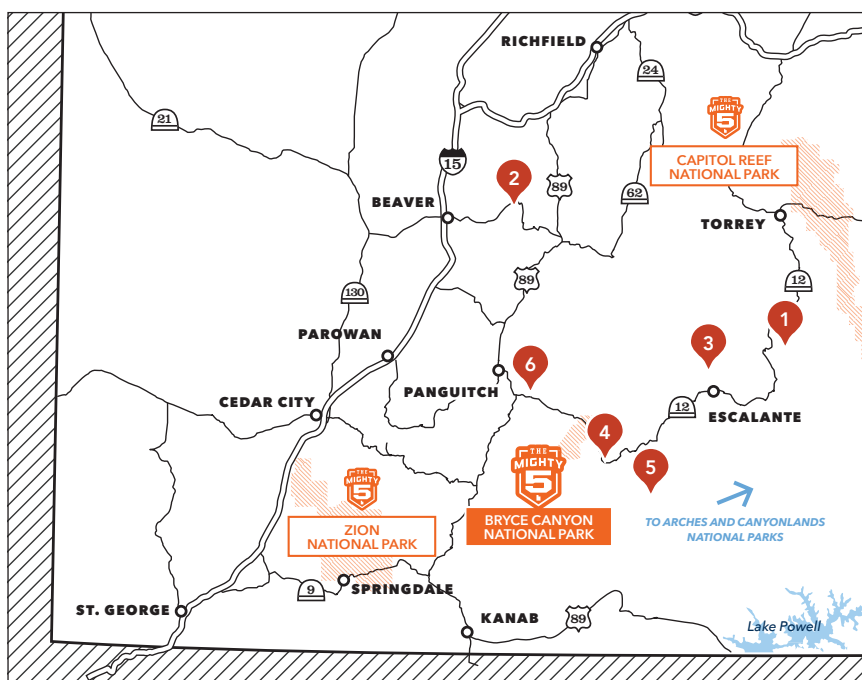 RICHFIELD
24
THE
MIGHTY
5
21
CAPITOL REEF
NATIONAL PARK
15
2
89
62
BEAVER
TORREY
12
89
130
1
PAROWAN
3
6
PANGUITCH
CEDAR CITY
12
ESCALANTE
4
THE
MIGHTY
5
5
THE
MIGHTY
5
BRYCE CANYON
NATIONAL PARK
TO ARCHES AND CANYONLANDS
NATIONAL PARKS
ZION
NATIONAL PARK
9
SPRINGDALE
ST. GEORGE
KANAB
89
Lake Powell